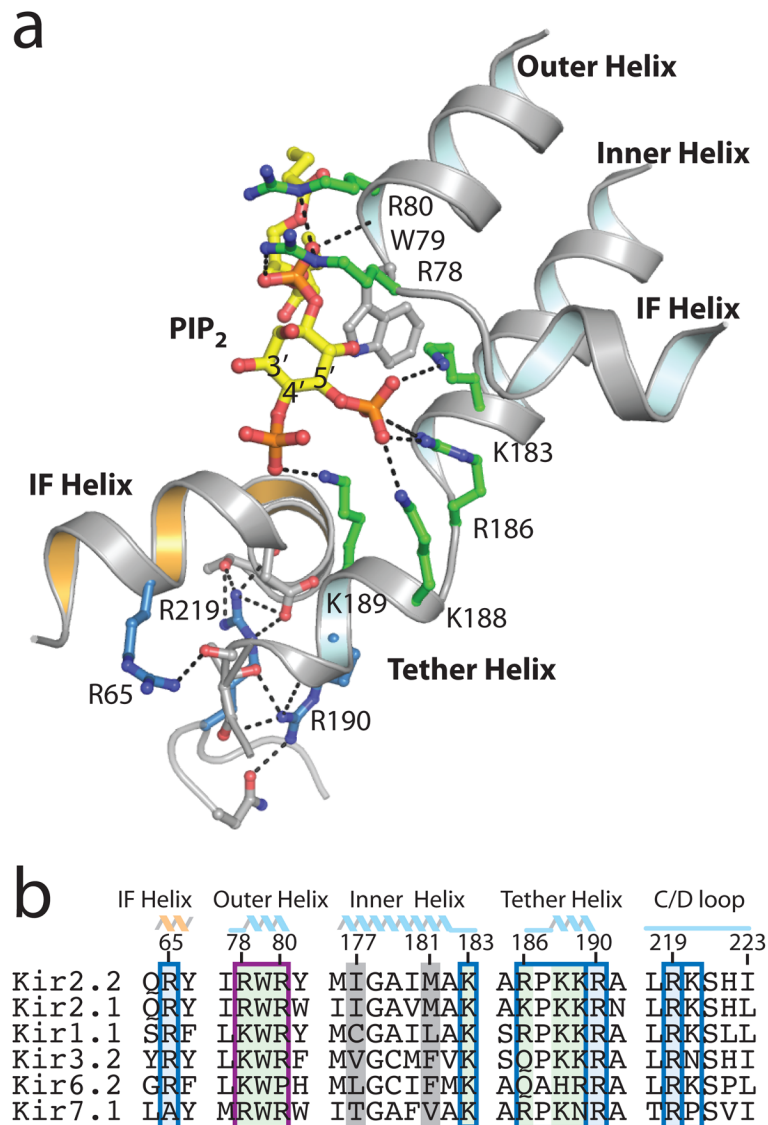 a
Outer Helix
Inner Helix
R80
W79
R78
IF Helix
PIP2
3′
4′
5′
K183
IF Helix
R186
R219
K189
K188
Tether Helix
R65
R190
b
IF Helix Outer Helix Inner Helix Tether Helix C/D loop
65 78 80 177 181 183 186 190 219 223
Kir2.2 QRY IRWRY MIGAIMAK ARPKKRA LRKSHI
Kir2.1 QRY IRWRW IIGAVMAK AKPKKRN LRKSHL
Kir1.1 SRF LKWRY MCGAILAK SRPKKRA LRKSLL
Kir3.2 YRY LKWRF MVGCMFVK SQPKKRA LRNSHI
Kir6.2 GRF LKWPH MLGCIFMK AQAHRRA LRKSPL
Kir7.1 LAY MRWRW ITGAFVAK ARPKNRA TRPSVI